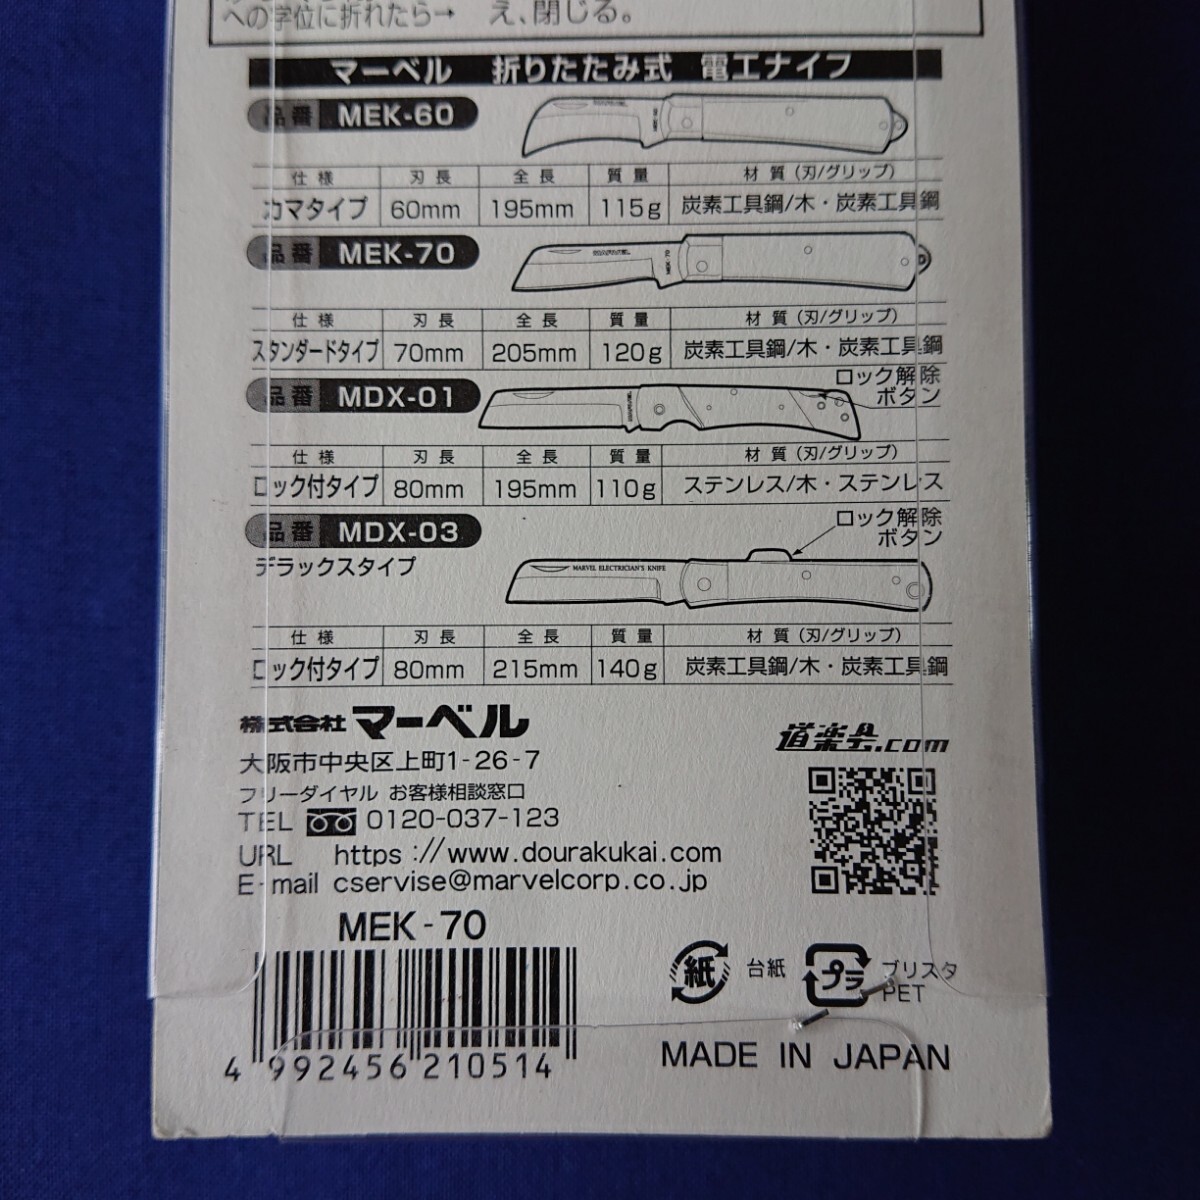 への字位に折れたら→ え、閉じる。
マーベル 折りたたみ式 電工ナイフ
品番 MEK-60
仕様 刃長 全長 質量 材質(刃/グリップ)
カマタイプ 60mm 195mm 115g 炭素工具鋼/木・炭素工具鋼
品番 MEK-70
MARVEL MEK-70
仕様 刃長 全長 質量 材質(刃/グリップ)
スタンダードタイプ 70mm 205mm 120g 炭素工具鋼/木・炭素工具鋼
品番 MDX-01
ロック解除
ボタン
仕様 刃長 全長 質量 材質(刃/グリップ)
ロック付タイプ 80mm 195mm 110g ステンレス/木・ステンレス
品番 MDX-03
デラックスタイプ
ロック解除
ボタン
MARVEL ELECTRICIAN'S KNIFE
仕様 刃長 全長 質量 材質(刃/グリップ)
ロック付タイプ 80mm 215mm 140g 炭素工具鋼/木・炭素工具鋼
株式会社 マーベル
大阪市中央区上町1-26-7
フリーダイヤル お客様相談窓口
TEL 0120-037-123
URL https://www.dourakukai.com
E-mail cservise@marvelcorp.co.jp
道楽会.com
MEK-70
4 992456 210514
紙 台紙
プラ ブリスタ
PET
MADE IN JAPAN